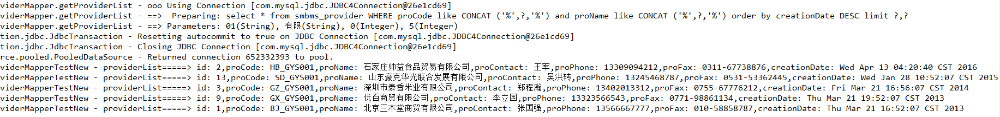 viderMapper.getProviderList - ooo Using Connection [com.mysql.jdbc.JDBC4Connection@26e1cd69]
viderMapper.getProviderList - ==>  Preparing: select * from smbms_provider WHERE proCode like CONCAT ('%',?,'%') and proName like CONCAT ('%',?,'%') order by creationDate DESC limit ?,?
viderMapper.getProviderList - ==> Parameters: 01(String), 有限(String), 0(Integer), 5(Integer)
tion.jdbc.JdbcTransaction - Resetting autocommit to true on JDBC Connection [com.mysql.jdbc.JDBC4Connection@26e1cd69]
tion.jdbc.JdbcTransaction - Closing JDBC Connection [com.mysql.jdbc.JDBC4Connection@26e1cd69]
rce.pooled.PooledDataSource - Returned connection 652332393 to pool.
viderMapperTestNew - providerList=====> id: 2,proCode: HB_GYS001,proName: 石家庄帅益食品贸易有限公司,proContact: 王军,proPhone: 13309094212,proFax: 0311-67738876,creationDate: Wed Apr 13 04:20:40 CST 2016
viderMapperTestNew - providerList=====> id: 13,proCode: SD_GYS001,proName: 山东豪克华光联合发展有限公司,proContact: 吴洪转,proPhone: 13245468787,proFax: 0531-53362445,creationDate: Wed Jan 28 10:52:07 CST 2015
viderMapperTestNew - providerList=====> id: 3,proCode: GZ_GYS001,proName: 深圳市泰香米业有限公司,proContact: 郑程瀚,proPhone: 13402013312,proFax: 0755-67776212,creationDate: Fri Mar 21 16:56:07 CST 2014
viderMapperTestNew - providerList=====> id: 9,proCode: GX_GYS001,proName: 优百商贸有限公司,proContact: 李立国,proPhone: 13323566543,proFax: 0771-98861134,creationDate: Thu Mar 21 19:52:07 CST 2013
viderMapperTestNew - providerList=====> id: 1,proCode: BJ_GYS001,proName: 北京三木堂商贸有限公司,proContact: 张国强,proPhone: 13566667777,proFax: 010-58858787,creationDate: Thu Mar 21 16:52:07 CST 2013